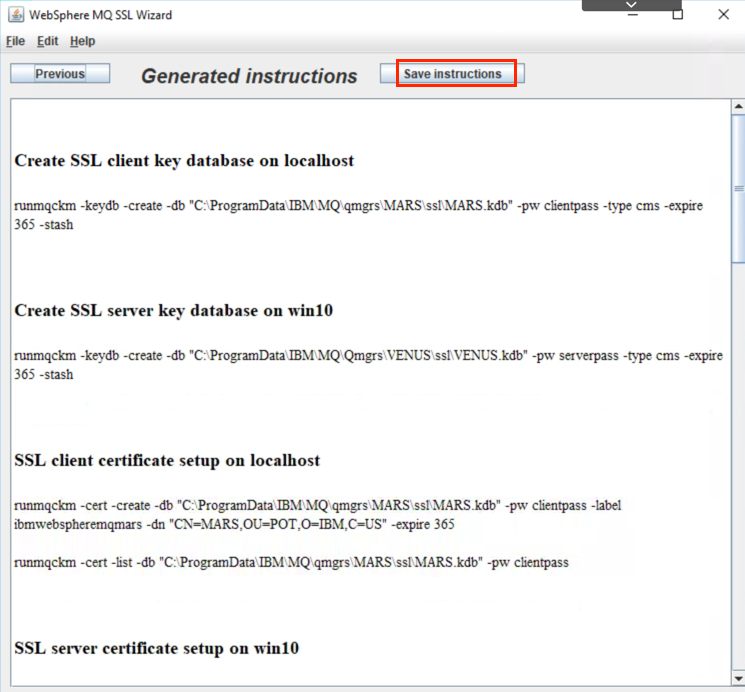 WebSphere MQ SSL Wizard
File Edit Help
Previous
Generated instructions
Save instructions
Create SSL client key database on localhost
runmqckm -keydb -create -db "C:\ProgramData\IBM\MQ\qmgrs\MARS\ssl\MARS.kdb" -pw clientpass -type cms -expire
365 -stash
Create SSL server key database on win10
runmqckm -keydb -create -db "C:\ProgramData\IBM\MQ\Qmgrs\VENUS\ssl\VENUS.kdb" -pw serverpass -type cms -expire
365 -stash
SSL client certificate setup on localhost
runmqckm -cert -create -db "C:\ProgramData\IBM\MQ\qmgrs\MARS\ssl\MARS.kdb" -pw clientpass -label
ibmwebspheremqmars -dn "CN=MARS,OU=POT,O=IBM,C=US" -expire 365
runmqckm -cert -list -db "C:\ProgramData\IBM\MQ\qmgrs\MARS\ssl\MARS.kdb" -pw clientpass
SSL server certificate setup on win10